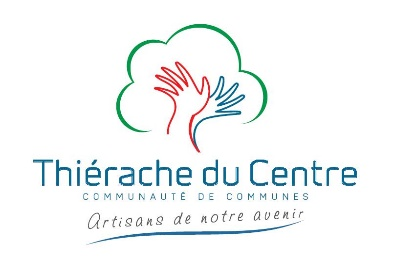 Thiérache du Centre
COMMUNAUTÉ DE COMMUNES
Artisans de notre avenir